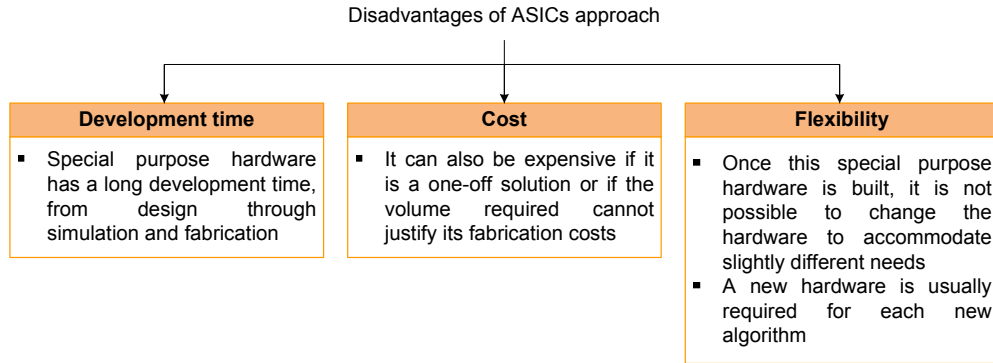 Disadvantages of ASICs approach
Development time
▪ Special purpose hardware
has a long development time,
from design through
simulation and fabrication
Cost
▪ It can also be expensive if it
is a one-off solution or if the
volume required cannot
justify its fabrication costs
Flexibility
▪ Once this special purpose
hardware is built, it is not
possible to change the
hardware to accommodate
slightly different needs
▪ A new hardware is usually
required for each new
algorithm